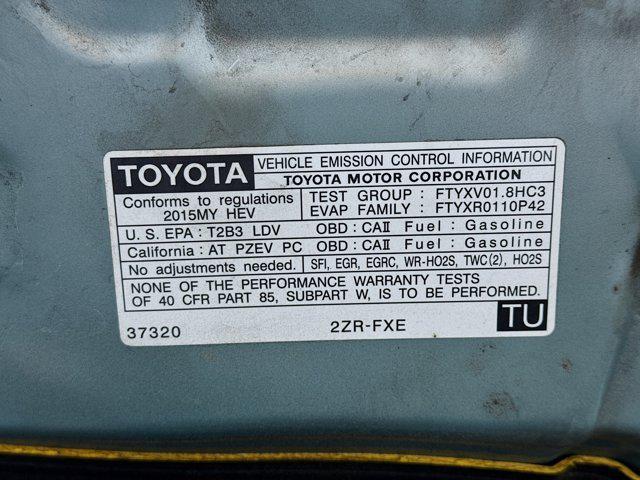 TOYOTA
VEHICLE EMISSION CONTROL INFORMATION
TOYOTA MOTOR CORPORATION
Conforms to regulations
2015MY HEV
TEST GROUP : FTYXV01.8HC3
EVAP FAMILY : FTYXR0110P42
U.S. EPA : T2B3 LDV OBD : CAⅡ Fuel : Gasoline
California : AT PZEV PC OBD : CAⅡ Fuel : Gasoline
No adjustments needed. SFI, EGR, EGRC, WR-HO2S, TWC(2), HO2S
NONE OF THE PERFORMANCE WARRANTY TESTS
OF 40 CFR PART 85, SUBPART W, IS TO BE PERFORMED.
37320 2ZR-FXE TU